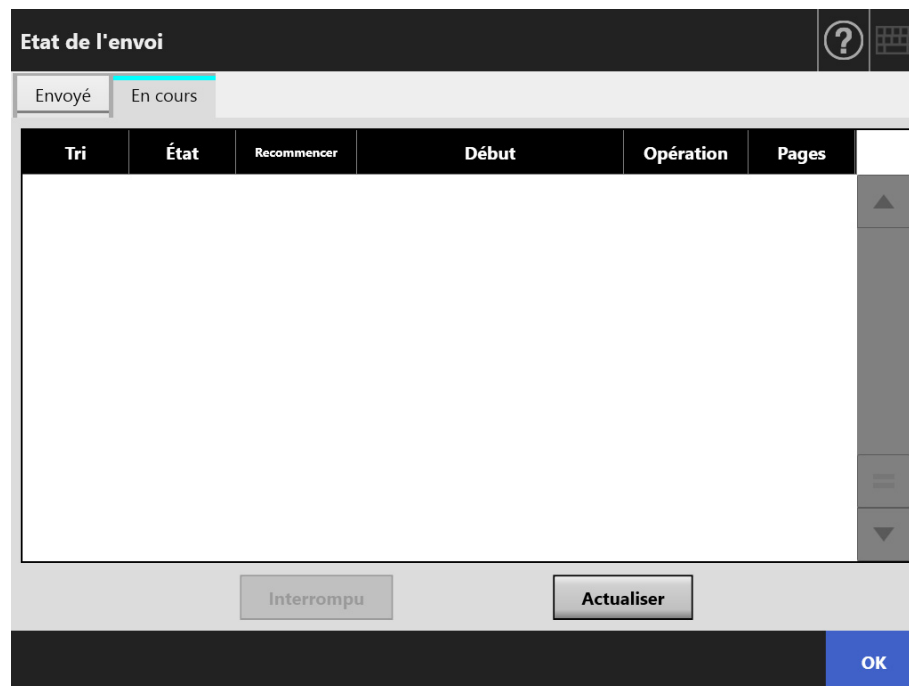 Etat de l'envoi
?
Envoyé En cours
Tri État Recommencer Début Opération Pages
Interrompu Actualiser
OK